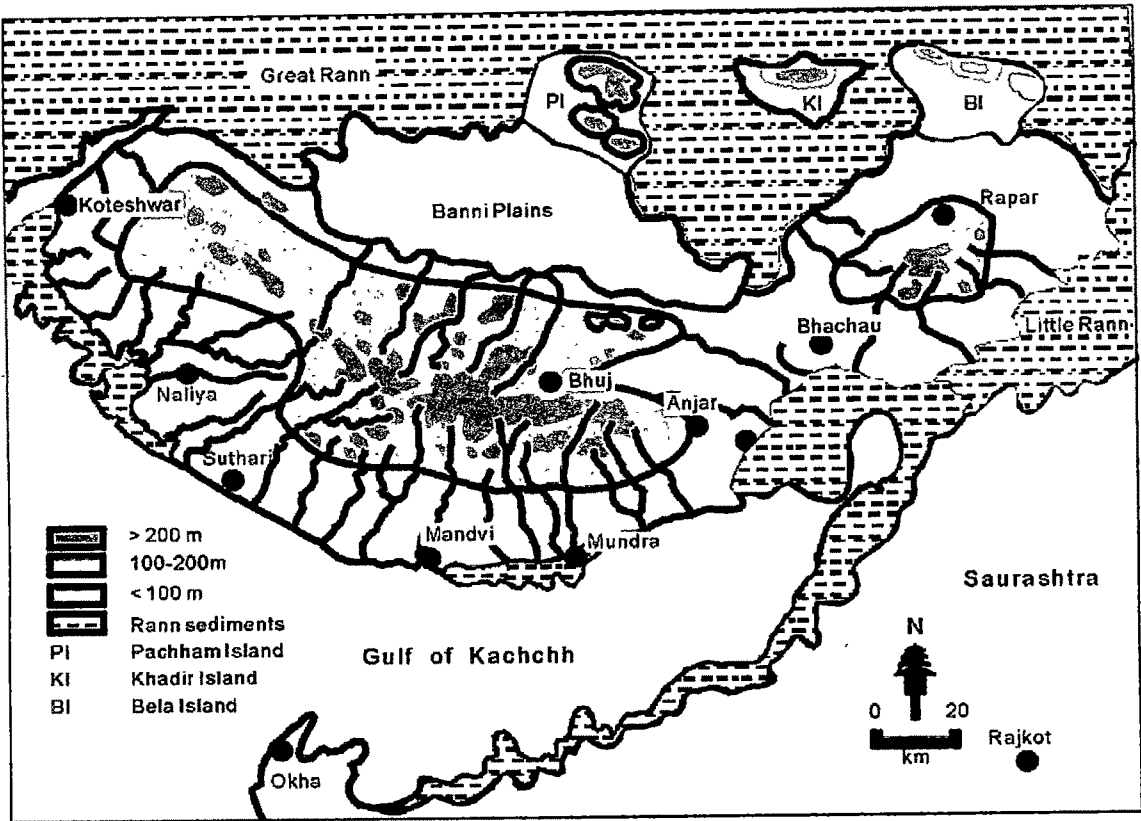 Great Rann
PI
KI
BI
Koteshwar
Banni Plains
Rapar
Bhachau
Little Rann
Naliya
Bhuj
Anjar
Suthari
Mandvi
Mundra
> 200 m
100-200m
< 100 m
Rann sediments
PI Pachham Island
KI Khadir Island
BI Bela Island
Gulf of Kachchh
Saurashtra
N
0 20
km
Rajkot
Okha